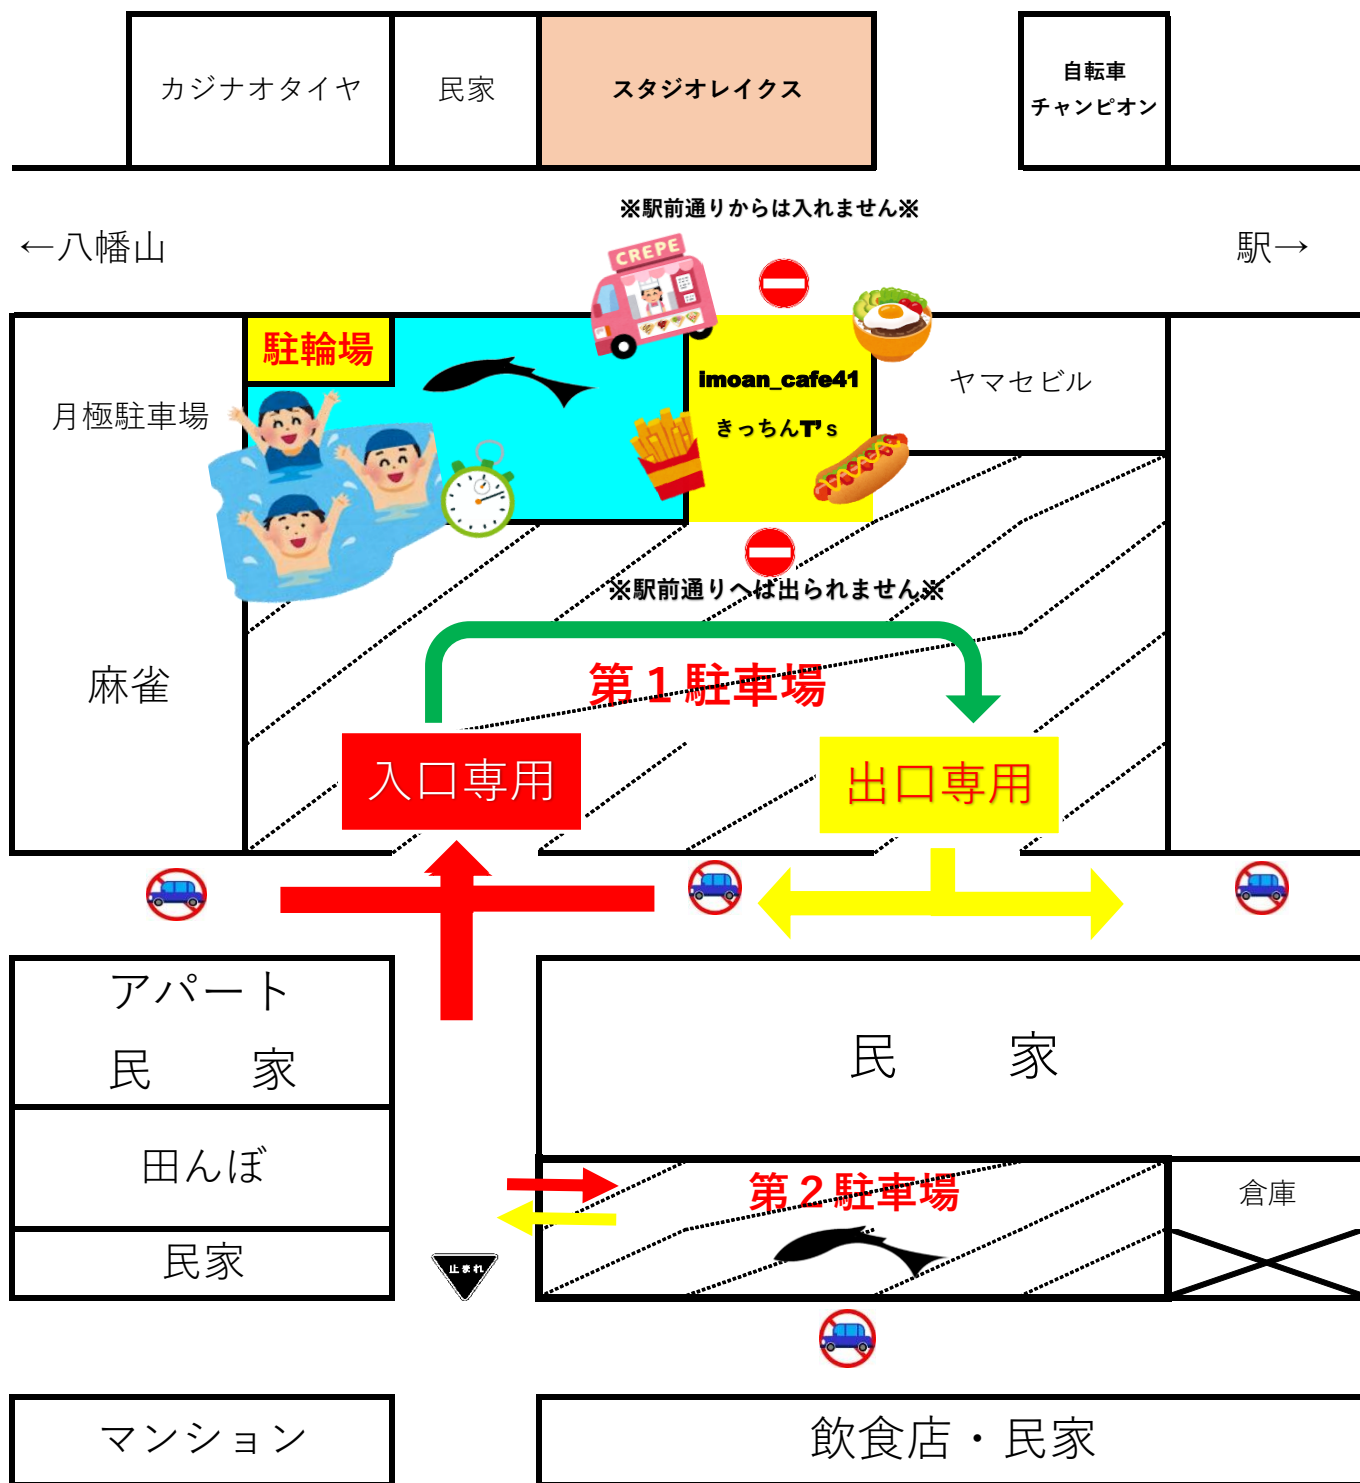 カジナオタイヤ
民家
スタジオレイクス
自転車
チャンピオン
※駅前通りからは入れません※
←八幡山
駅→
CREPE
駐輪場
月極駐車場
imoan_cafe41
きっちんT's
ヤマセビル
※駅前通りへは出られません※
麻雀
第1駐車場
入口専用
出口専用
アパート
民　　家
民　　家
田んぼ
第2駐車場
倉庫
民家
止まれ
マンション
飲食店・民家